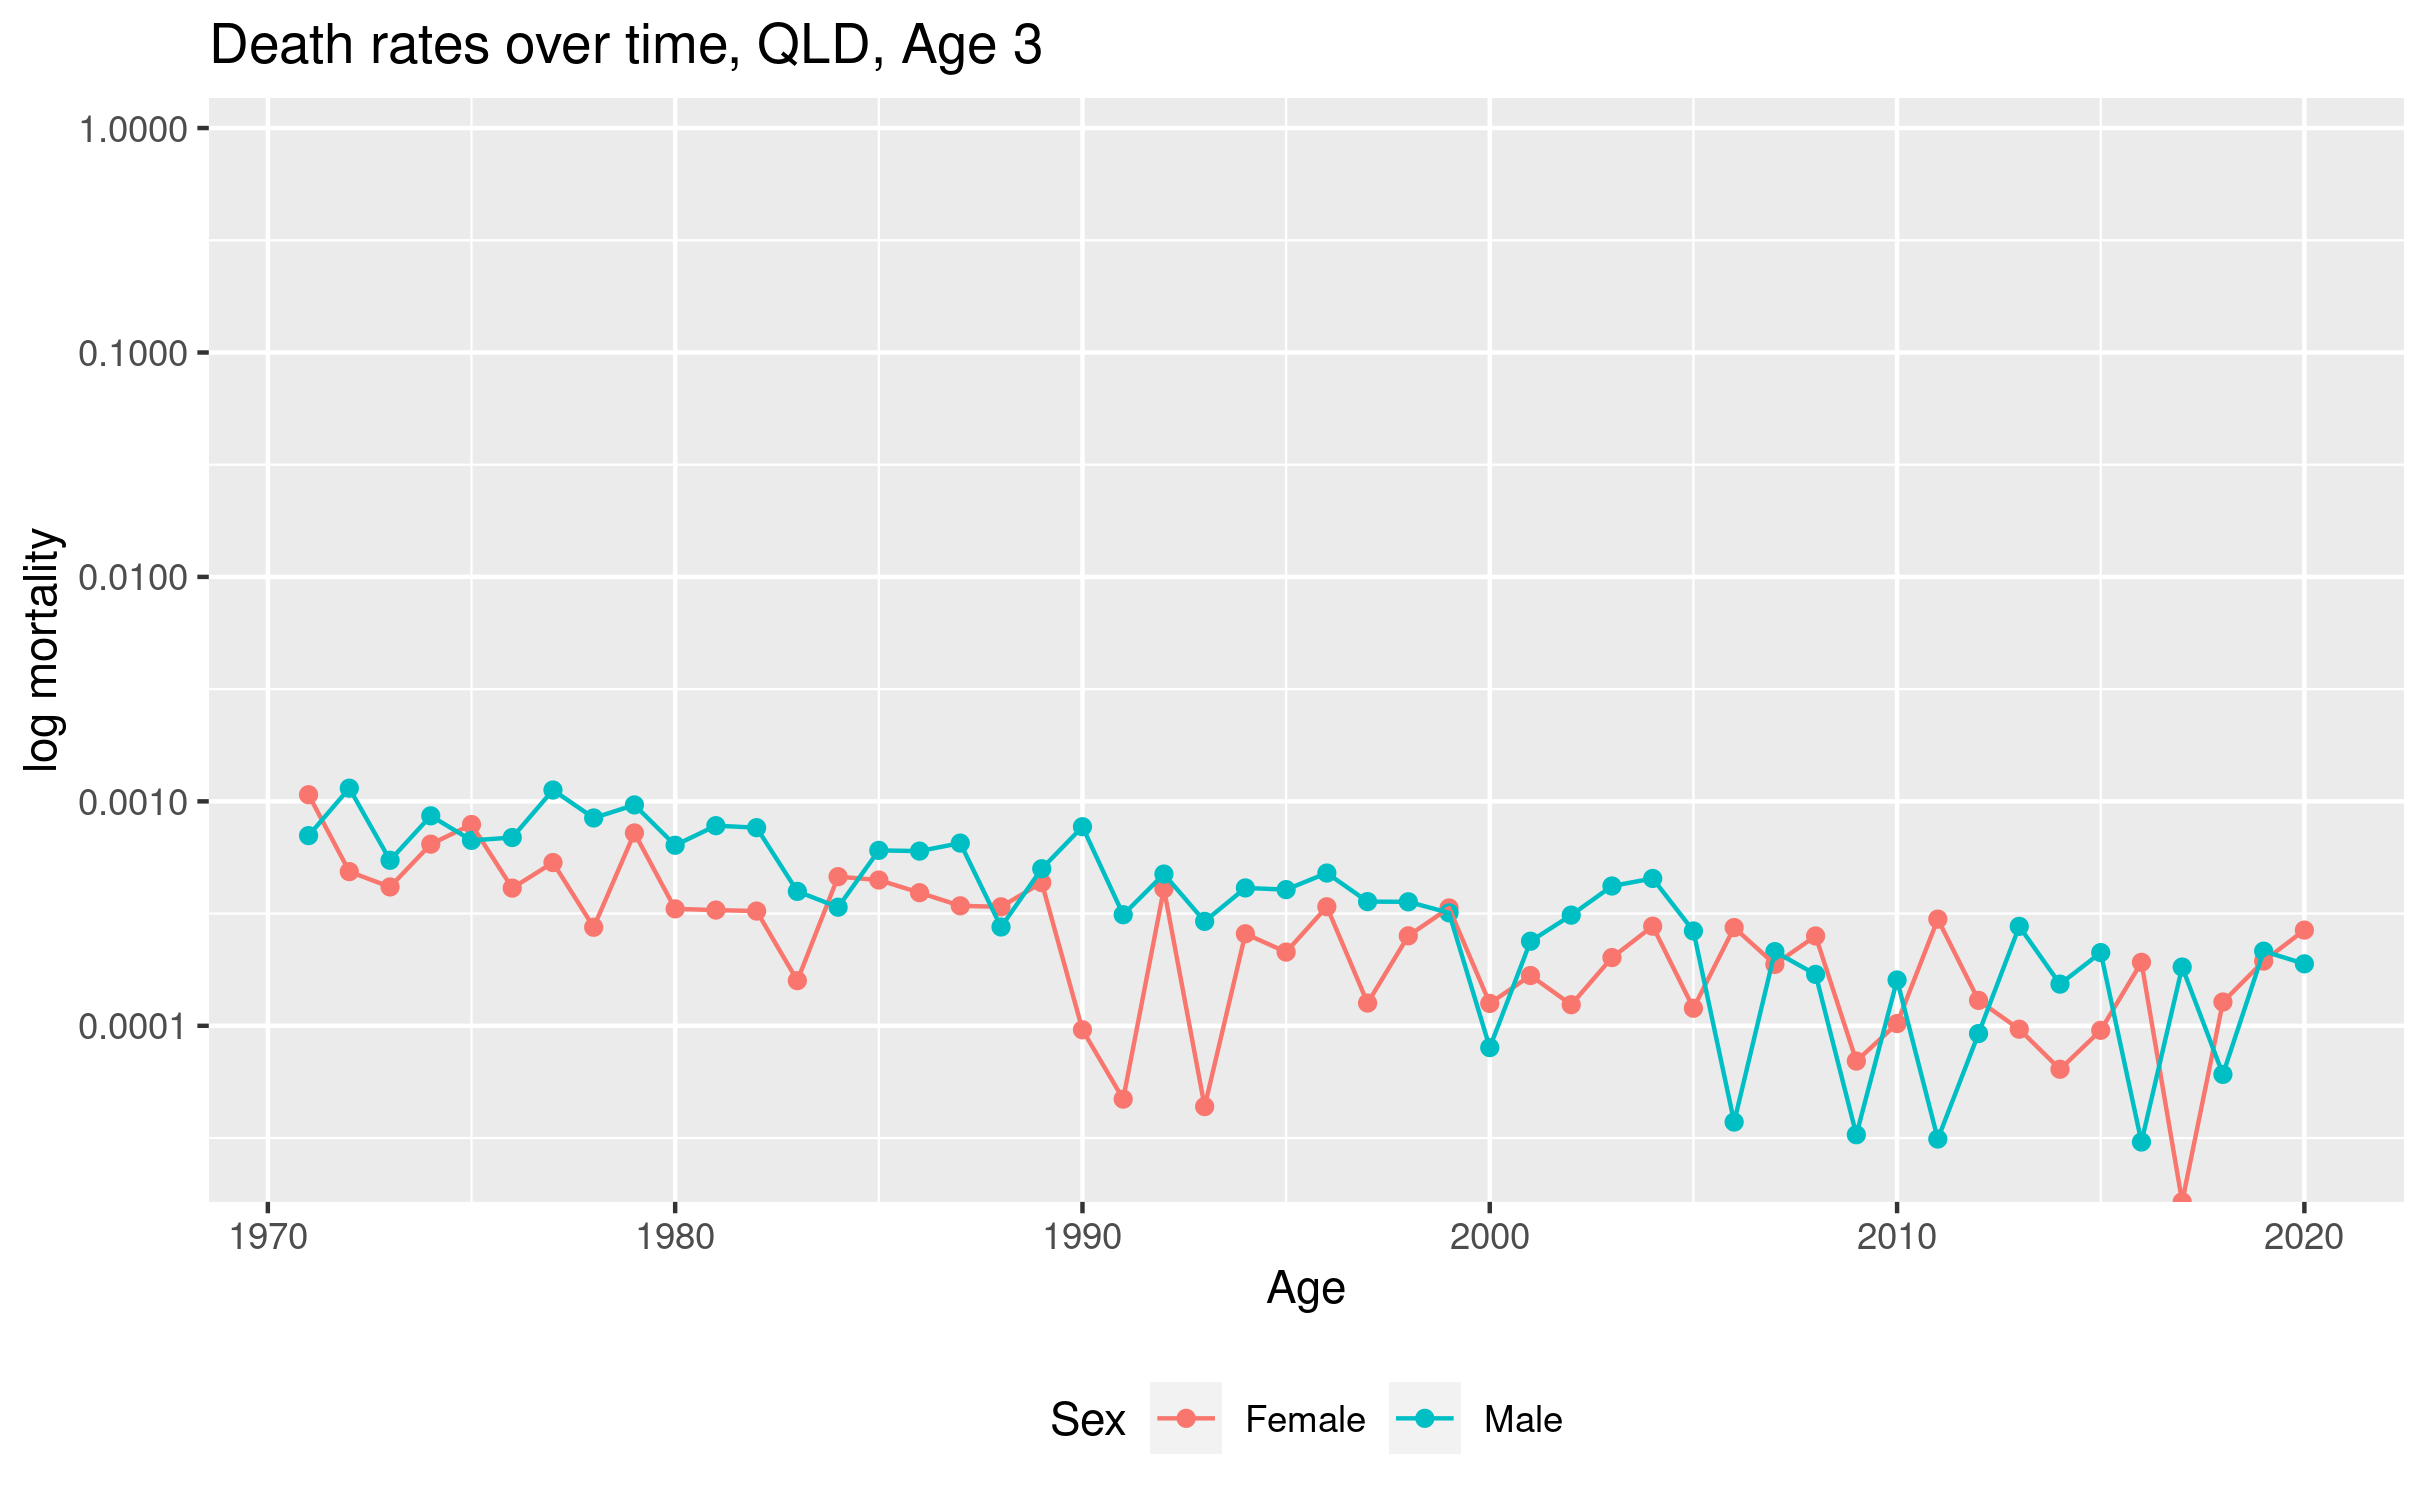 Death rates over time, QLD, Age 3
log mortality
1.0000
0.1000
0.0100
0.0010
0.0001
1970 1980 1990 2000 2010 2020
Age
Sex Female Male